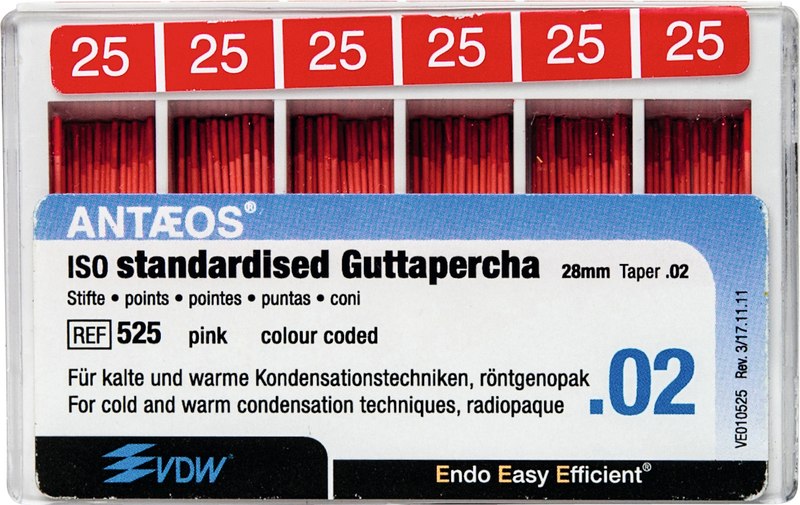 25 25 25 25 25 25
ANTÆOS®
ISO standardised Guttapercha 28mm Taper .02
Stifte • points • pointes • puntas • coni
REF 525 pink colour coded
Für kalte und warme Kondensationstechniken, röntgenopak
For cold and warm condensation techniques, radiopaque
.02
VE010525 Rev. 3/17.11.11
VDW®
Endo Easy Efficient®